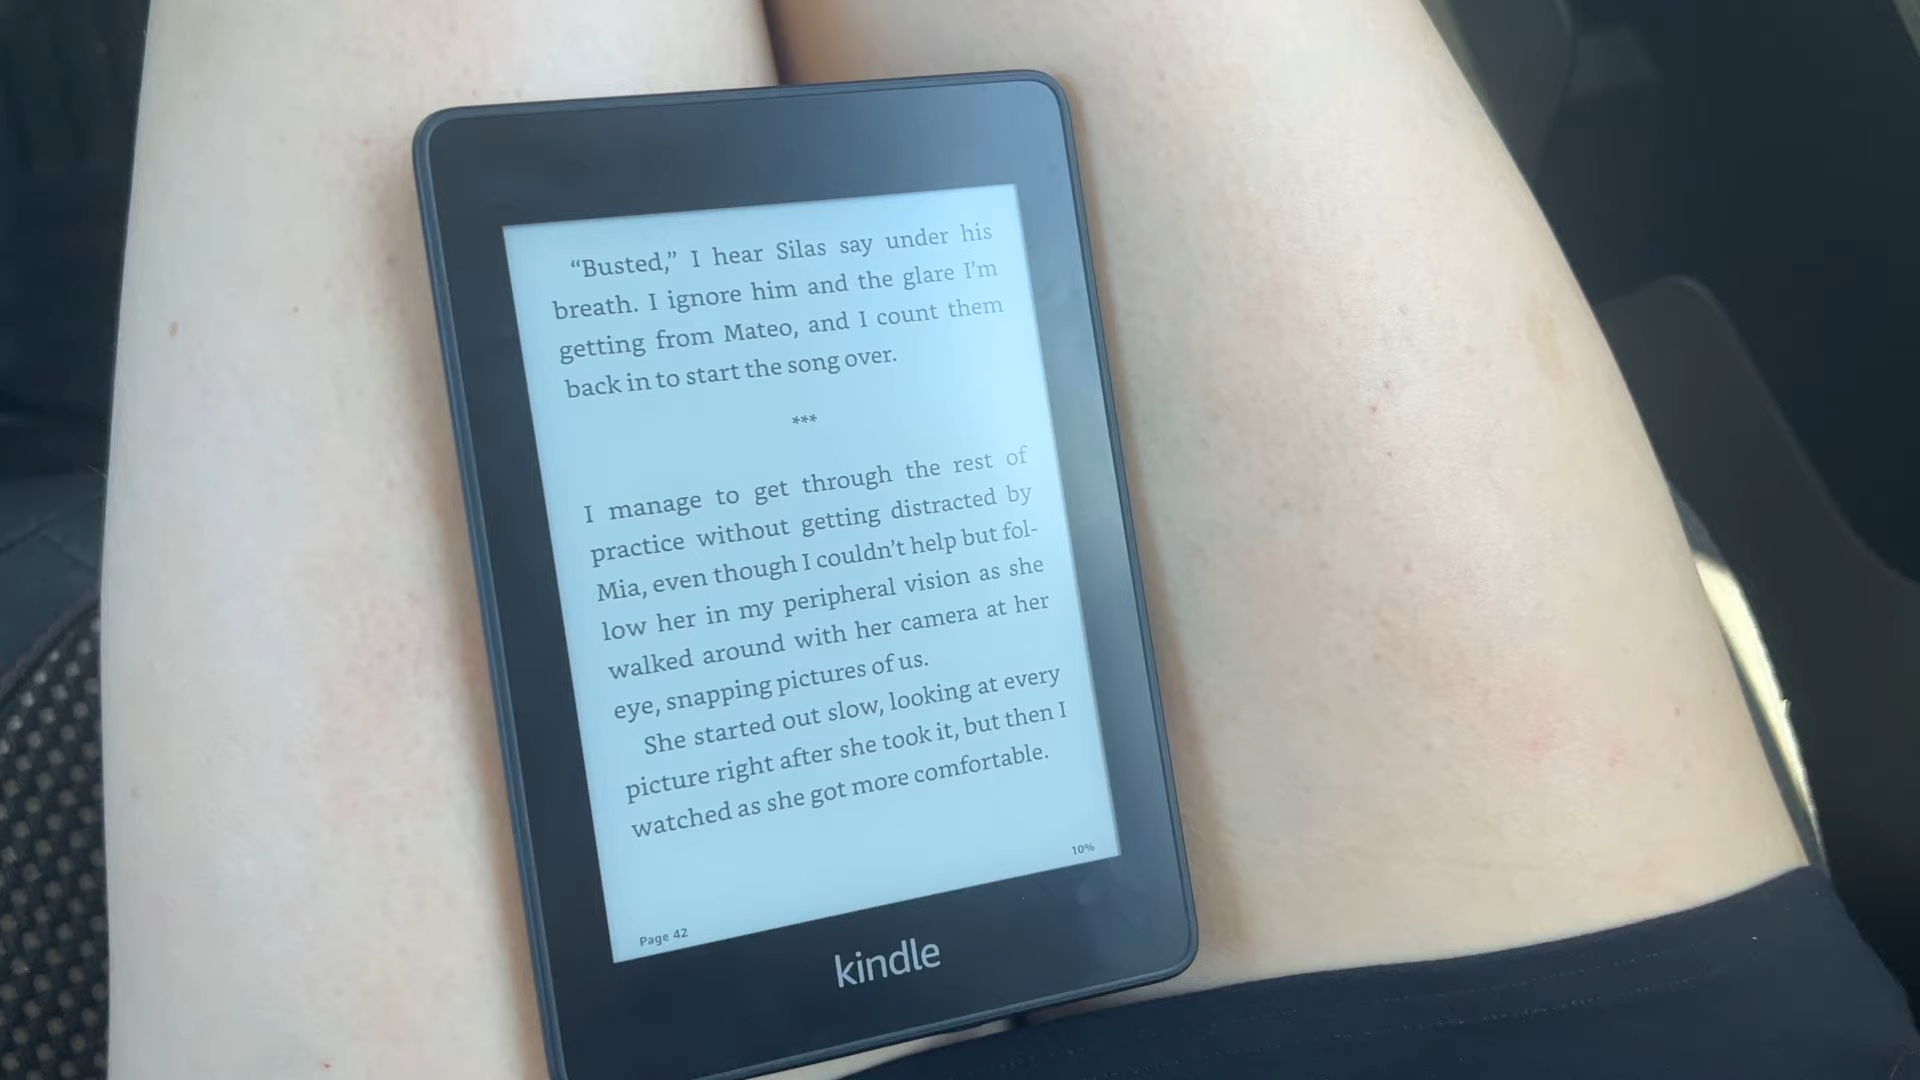 “Busted,” I hear Silas say under his
breath. I ignore him and the glare I’m
getting from Mateo, and I count them
back in to start the song over.
***
I manage to get through the rest of
practice without getting distracted by
Mia, even though I couldn’t help but fol-
low her in my peripheral vision as she
walked around with her camera at her
eye, snapping pictures of us.
She started out slow, looking at every
picture right after she took it, but then I
watched as she got more comfortable.
10%
Page 42
kindle